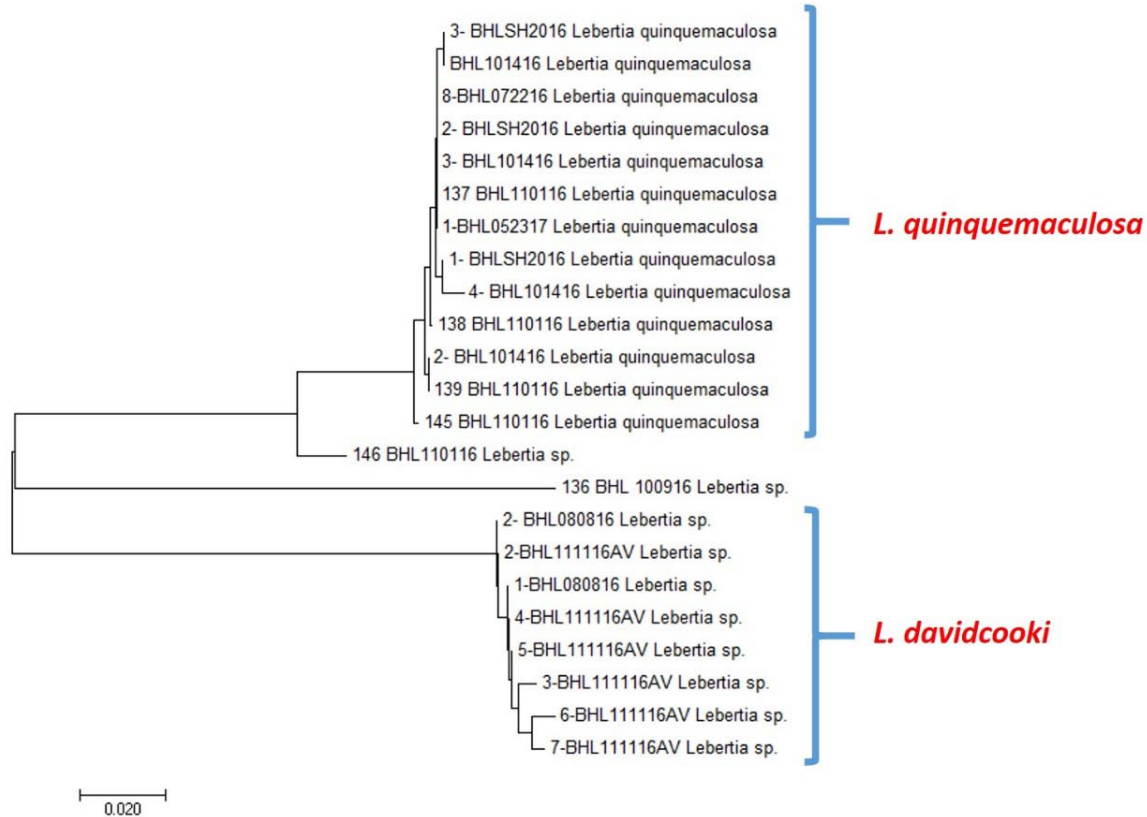 3- BHLSH2016 Lebertia quinquemaculosa
BHL101416 Lebertia quinquemaculosa
8-BHL072216 Lebertia quinquemaculosa
2- BHLSH2016 Lebertia quinquemaculosa
3- BHL101416 Lebertia quinquemaculosa
137 BHL110116 Lebertia quinquemaculosa
1-BHL052317 Lebertia quinquemaculosa
1- BHLSH2016 Lebertia quinquemaculosa
4- BHL101416 Lebertia quinquemaculosa
138 BHL110116 Lebertia quinquemaculosa
2- BHL101416 Lebertia quinquemaculosa
139 BHL110116 Lebertia quinquemaculosa
145 BHL110116 Lebertia quinquemaculosa
146 BHL110116 Lebertia sp.
136 BHL 100916 Lebertia sp.
2- BHL080816 Lebertia sp.
2-BHL111116AV Lebertia sp.
1-BHL080816 Lebertia sp.
4-BHL111116AV Lebertia sp.
5-BHL111116AV Lebertia sp.
3-BHL111116AV Lebertia sp.
6-BHL111116AV Lebertia sp.
7-BHL111116AV Lebertia sp.
L. quinquemaculosa
L. davidcooki
0.020